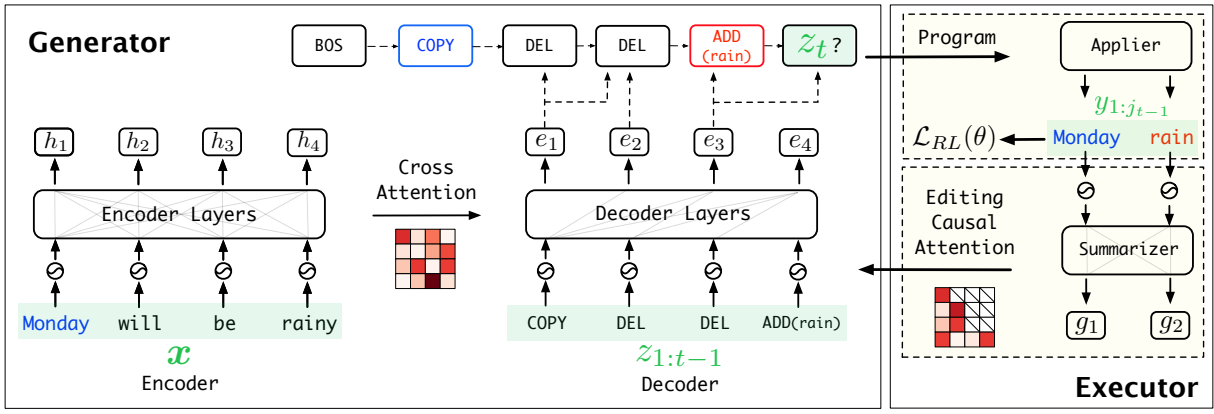 Generator
BOS COPY DEL DEL ADD (rain) z_t?
h_1 h_2 h_3 h_4
Encoder Layers
Monday will be rainy
x
Encoder
Cross
Attention
e_1 e_2 e_3 e_4
Decoder Layers
COPY DEL DEL ADD(rain)
z_{1:t-1}
Decoder
Program
Applier
y_{1:j_{t-1}}
\mathcal{L}_{RL}(θ)
Monday rain
Editing
Causal
Attention
Summarizer
g_1 g_2
Executor